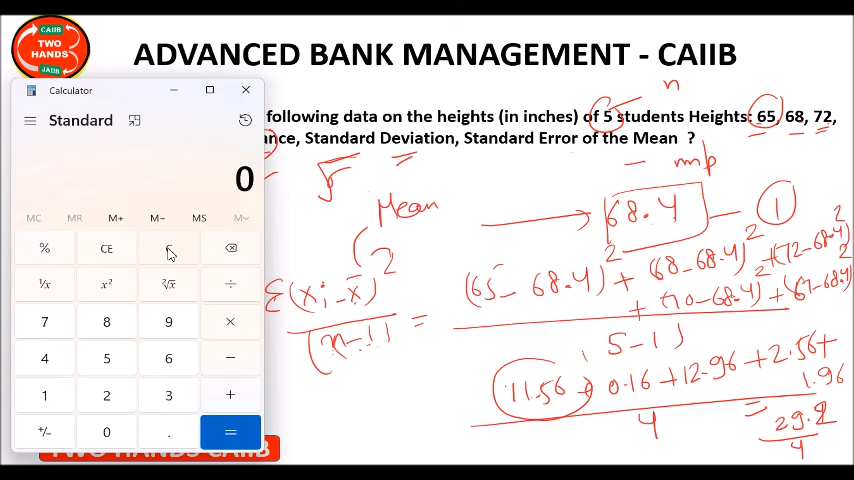 CAIIB
TWO
HANDS
JAIIB
ADVANCED BANK MANAGEMENT - CAIIB
Calculator
Standard
0
MC MR M+ M− MS M˅
% CE C
¹/x x² ²√x ÷
7 8 9 ×
4 5 6 −
1 2 3 +
+/− 0 . =
following data on the heights (in inches) of 5 students Heights: 65, 68, 72,
ance, Standard Deviation, Standard Error of the Mean ?
n
√
Mean
68.4
1
Σ(xi-x̄)²
(n-1)
=
(65-68.4)² + (68-68.4)² + (72-68.4)²
+ (70-68.4)² + (67-68.4)²
(5-1)
11.56 + 0.16 + 12.96 + 2.56 +
1.96
4
= 29.2
4
TWO HANDS CAIIB